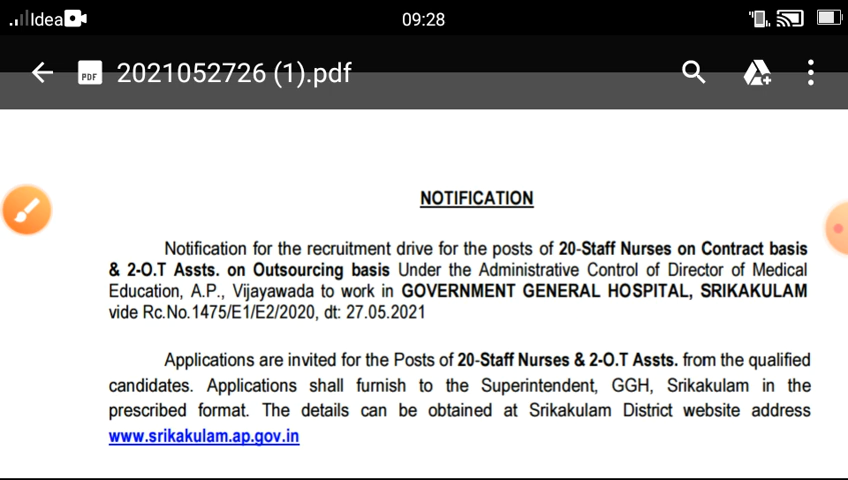 Idea 09:28
PDF 2021052726 (1).pdf
NOTIFICATION
Notification for the recruitment drive for the posts of 20-Staff Nurses on Contract basis
& 2-O.T Assts. on Outsourcing basis Under the Administrative Control of Director of Medical
Education, A.P., Vijayawada to work in GOVERNMENT GENERAL HOSPITAL, SRIKAKULAM
vide Rc.No.1475/E1/E2/2020, dt: 27.05.2021
Applications are invited for the Posts of 20-Staff Nurses & 2-O.T Assts. from the qualified
candidates. Applications shall furnish to the Superintendent, GGH, Srikakulam in the
prescribed format. The details can be obtained at Srikakulam District website address
www.srikakulam.ap.gov.in